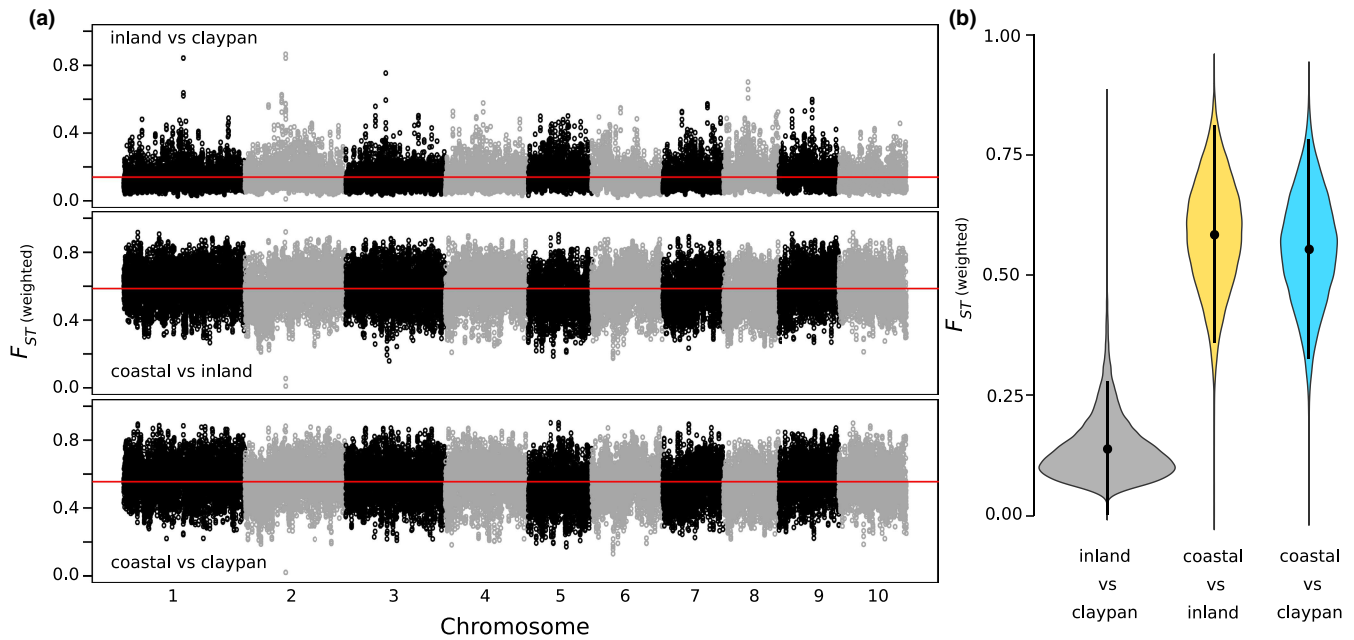 (a)
inland vs claypan
0.8
0.4
0.0
coastal vs inland
0.8
0.4
0.0
coastal vs claypan
0.8
0.4
0.0
FST (weighted)
1 2 3 4 5 6 7 8 9 10
Chromosome
(b)
1.00
0.75
0.50
0.25
0.00
FST (weighted)
inland
vs
claypan
coastal
vs
inland
coastal
vs
claypan